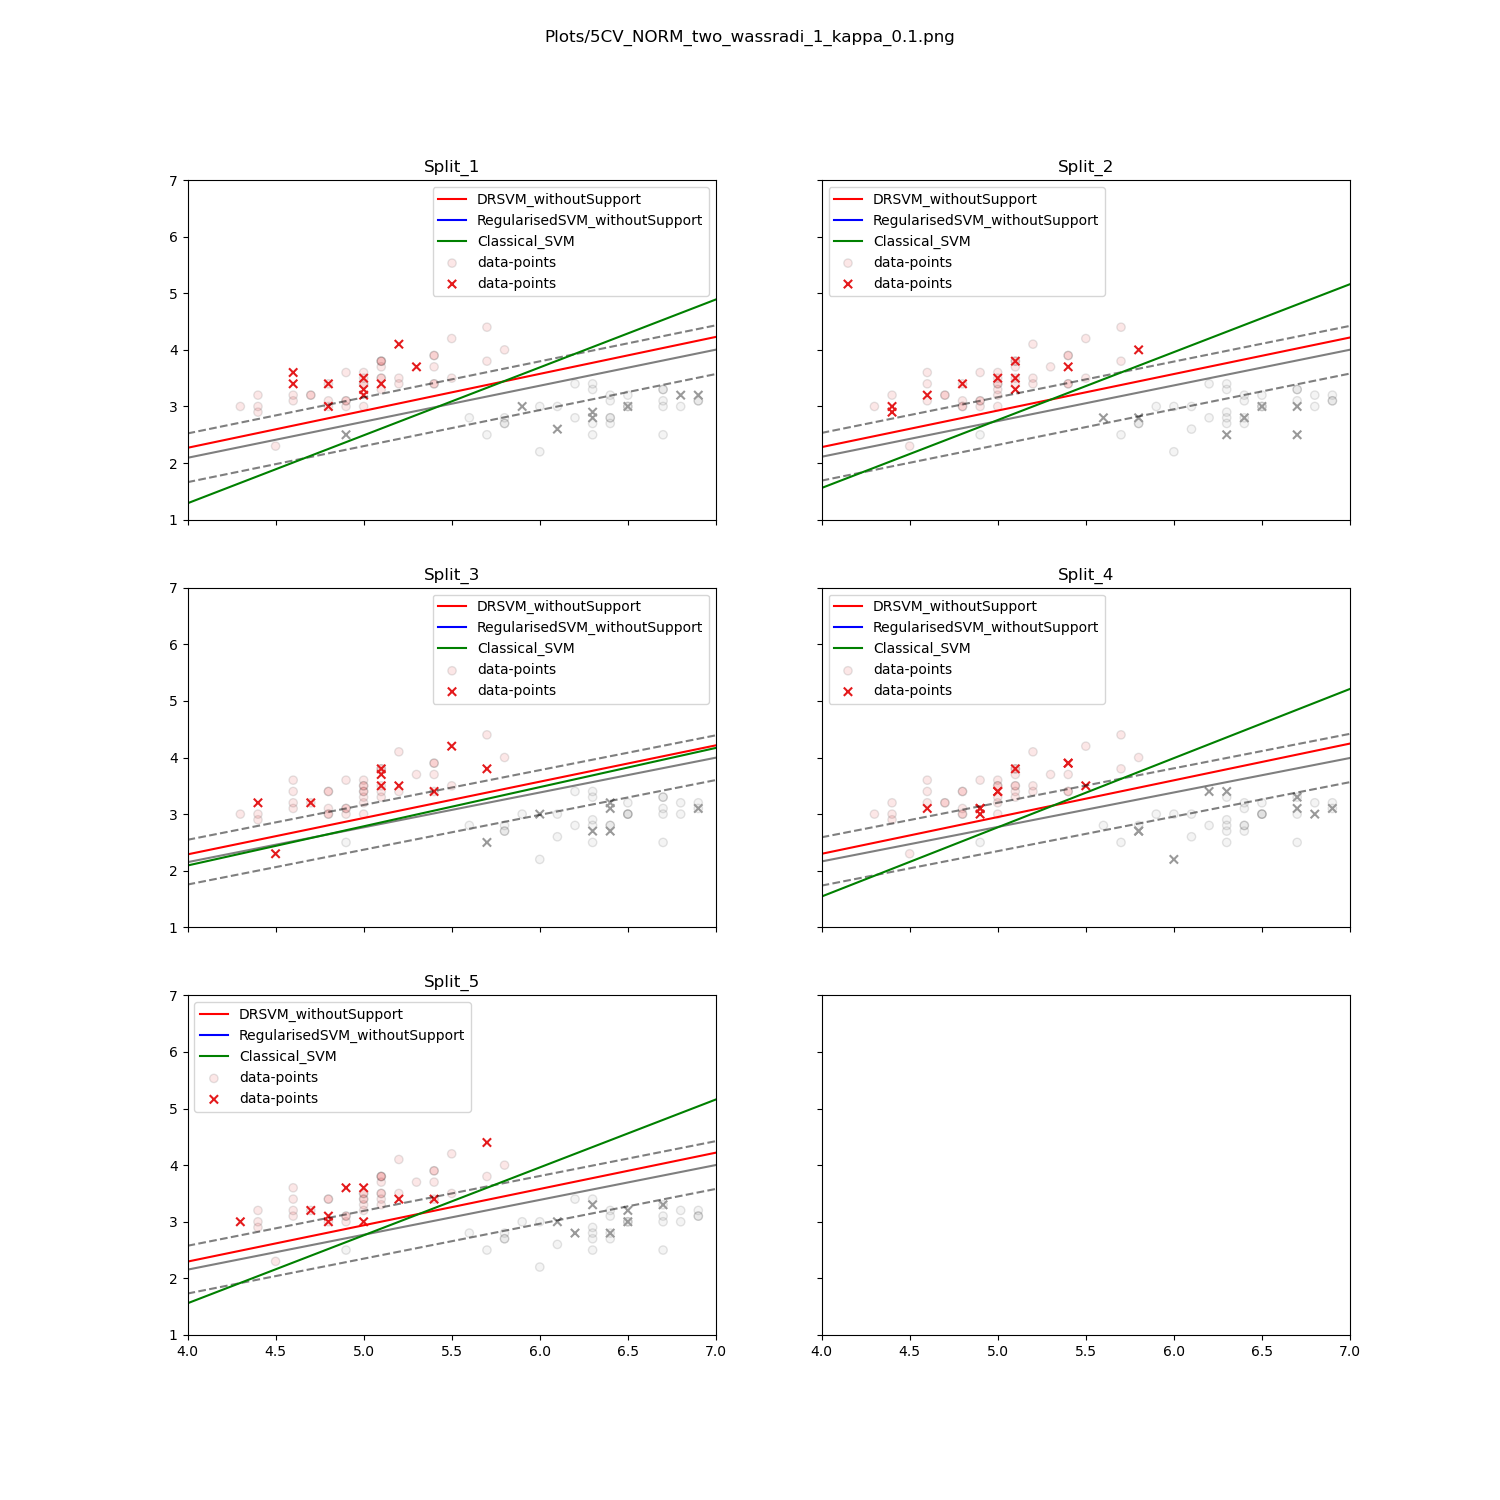 Plots/5CV_NORM_two_wassradi_1_kappa_0.1.png
Split_1
7
6
5
4
3
2
1
DRSVM_withoutSupport
RegularisedSVM_withoutSupport
Classical_SVM
data-points
data-points
Split_2
DRSVM_withoutSupport
RegularisedSVM_withoutSupport
Classical_SVM
data-points
data-points
Split_3
7
6
5
4
3
2
1
DRSVM_withoutSupport
RegularisedSVM_withoutSupport
Classical_SVM
data-points
data-points
Split_4
DRSVM_withoutSupport
RegularisedSVM_withoutSupport
Classical_SVM
data-points
data-points
Split_5
7
6
5
4
3
2
1
DRSVM_withoutSupport
RegularisedSVM_withoutSupport
Classical_SVM
data-points
data-points
4.0 4.5 5.0 5.5 6.0 6.5 7.0
4.0 4.5 5.0 5.5 6.0 6.5 7.0